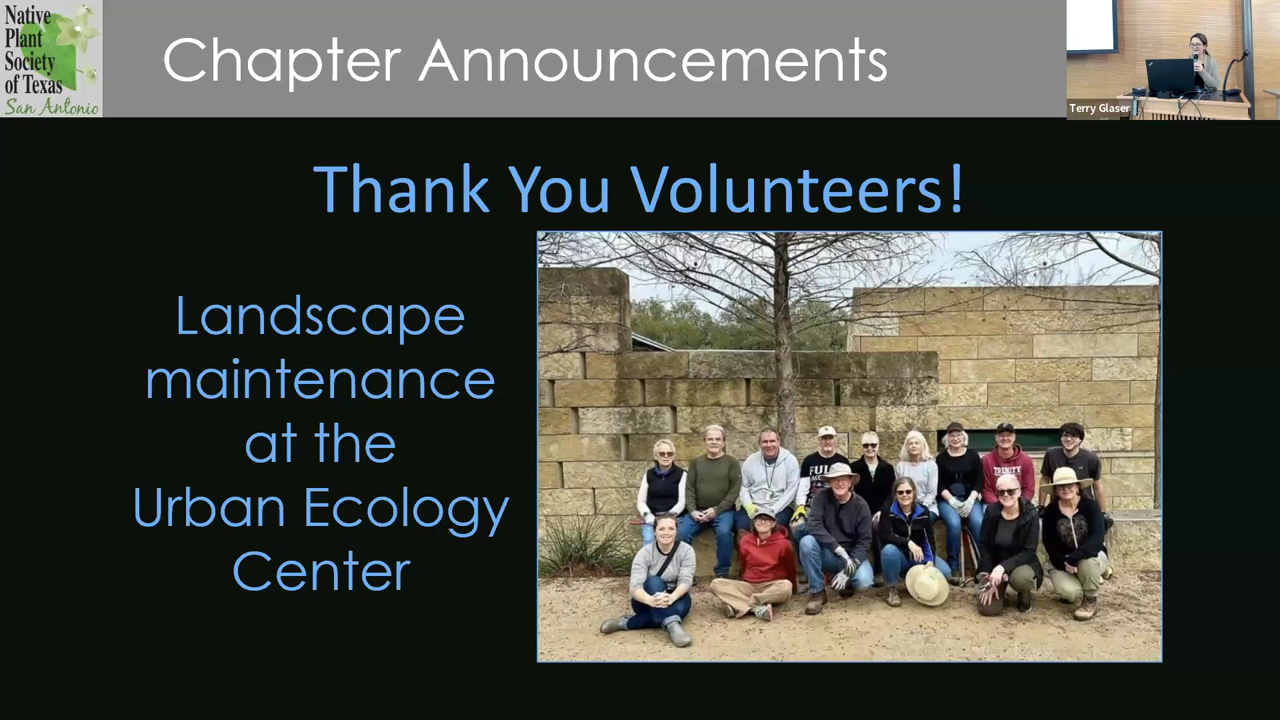 Native
Plant
Society
of Texas
San Antonio
Chapter Announcements
Terry Glaser
Thank You Volunteers!
Landscape
maintenance
at the
Urban Ecology
Center
FULL
TRINITY